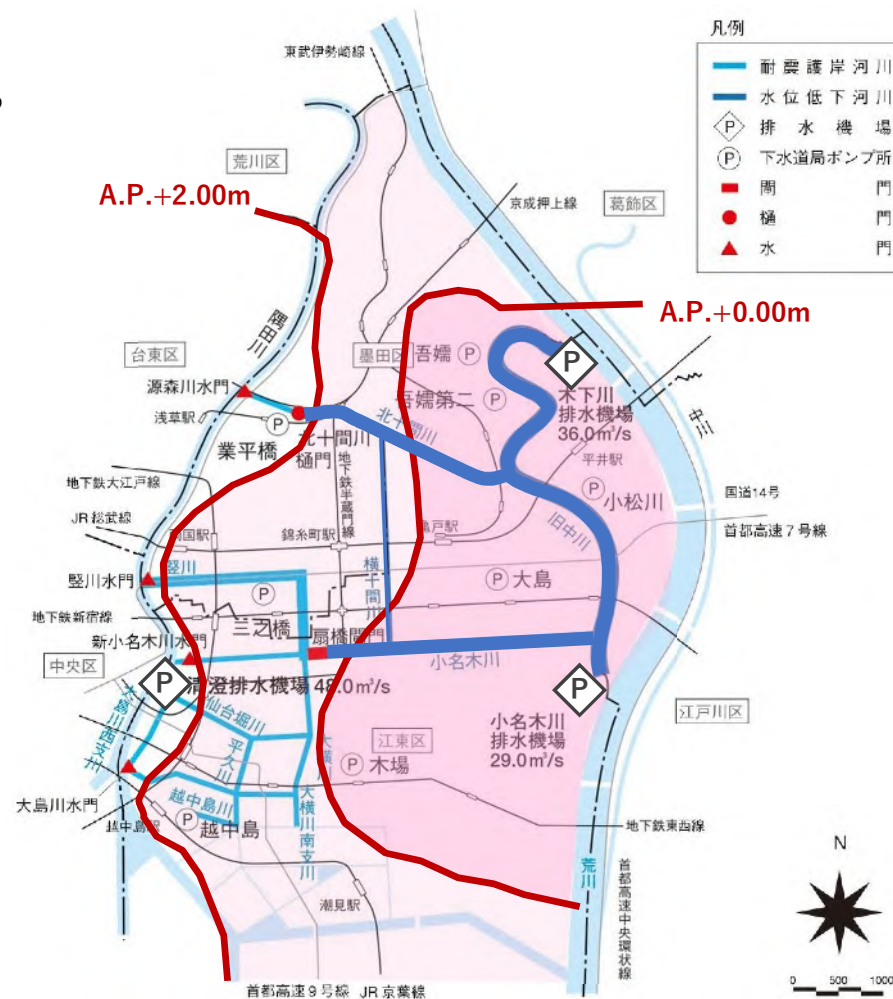 凡例
耐震護岸河川
水位低下河川
P 排水機場
P 下水道局ポンプ所
閘門
樋門
水門
東武伊勢崎線
荒川区
A.P.+2.00m
京成押上線
葛飾区
隅田川
A.P.+0.00m
台東区
墨田区
吾嬬 P
P
源森川水門
木下川
排水機場
36.0㎥/s
吾嬬第二 P
中川
浅草駅
P
北十間川
北十間川
樋門
業平橋
平井駅
地下鉄大江戸線
地下鉄半蔵門線
P 小松川
国道14号
JR総武線
両国駅
錦糸町駅
亀戸駅
旧中川
首都高速7号線
竪川
横十間川
竪川水門
P
P 大島
地下鉄新宿線
三之橋
新小名木川水門
扇橋閘門
小名木川
中央区
P
清澄排水機場 48.0㎥/s
P
仙台堀川
大島川西支川
小名木川
排水機場
29.0㎥/s
江戸川区
平久川
大横川
江東区
P 木場
大島川水門
越中島川
大横川南支川
越中島駅
P 越中島
地下鉄東西線
荒川
首都高速中央環状線
N
潮見駅
首都高速9号線 JR京葉線
0 500 1000